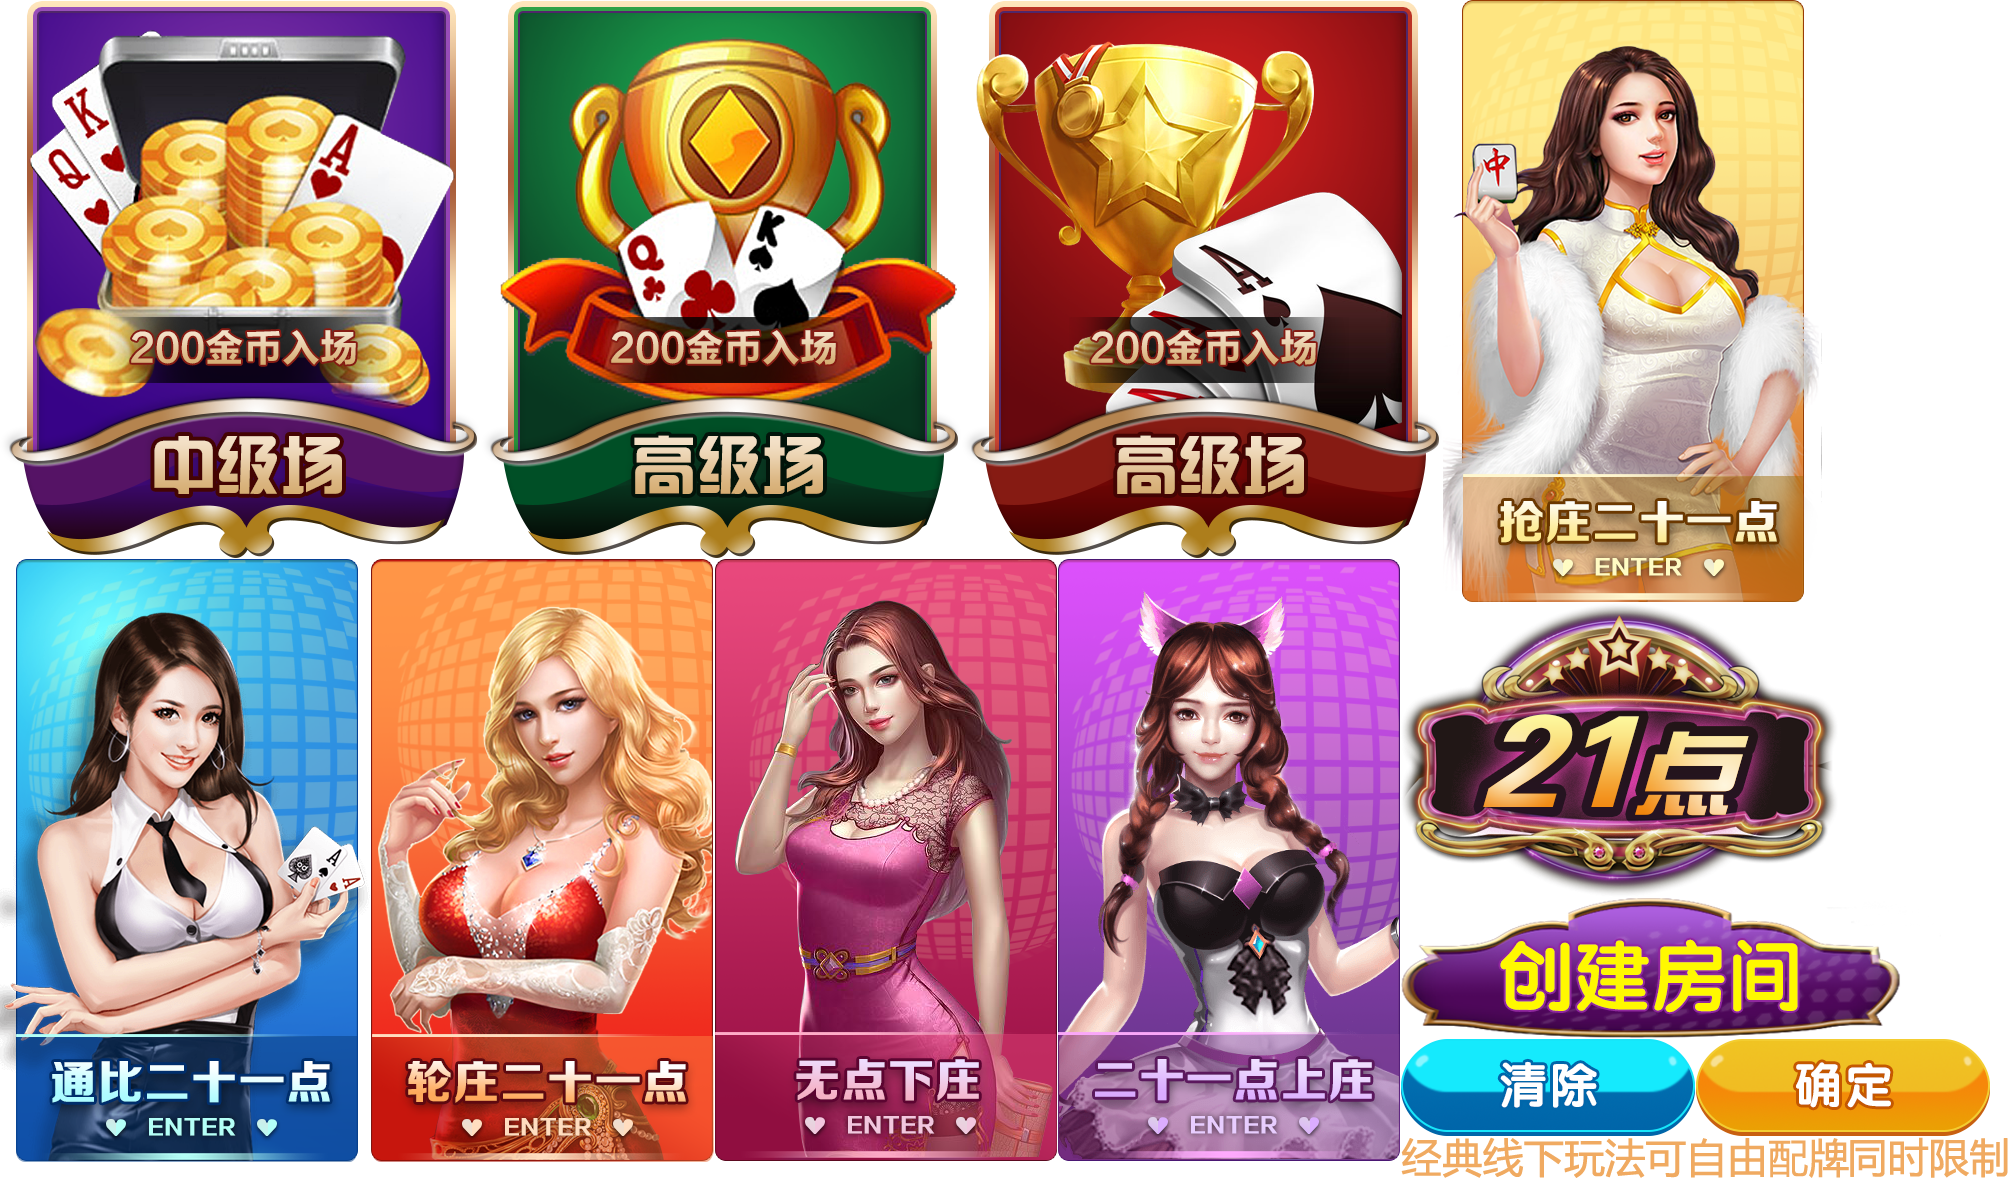 K
Q
A
200金币入场
中级场
Q
K
200金币入场
高级场
A
200金币入场
高级场
中
抢庄二十一点
ENTER
A
A
通比二十一点
ENTER
轮庄二十一点
ENTER
无点下庄
ENTER
二十一点上庄
ENTER
21点
创建房间
清除
确定
经典线下玩法可自由配牌同时限制